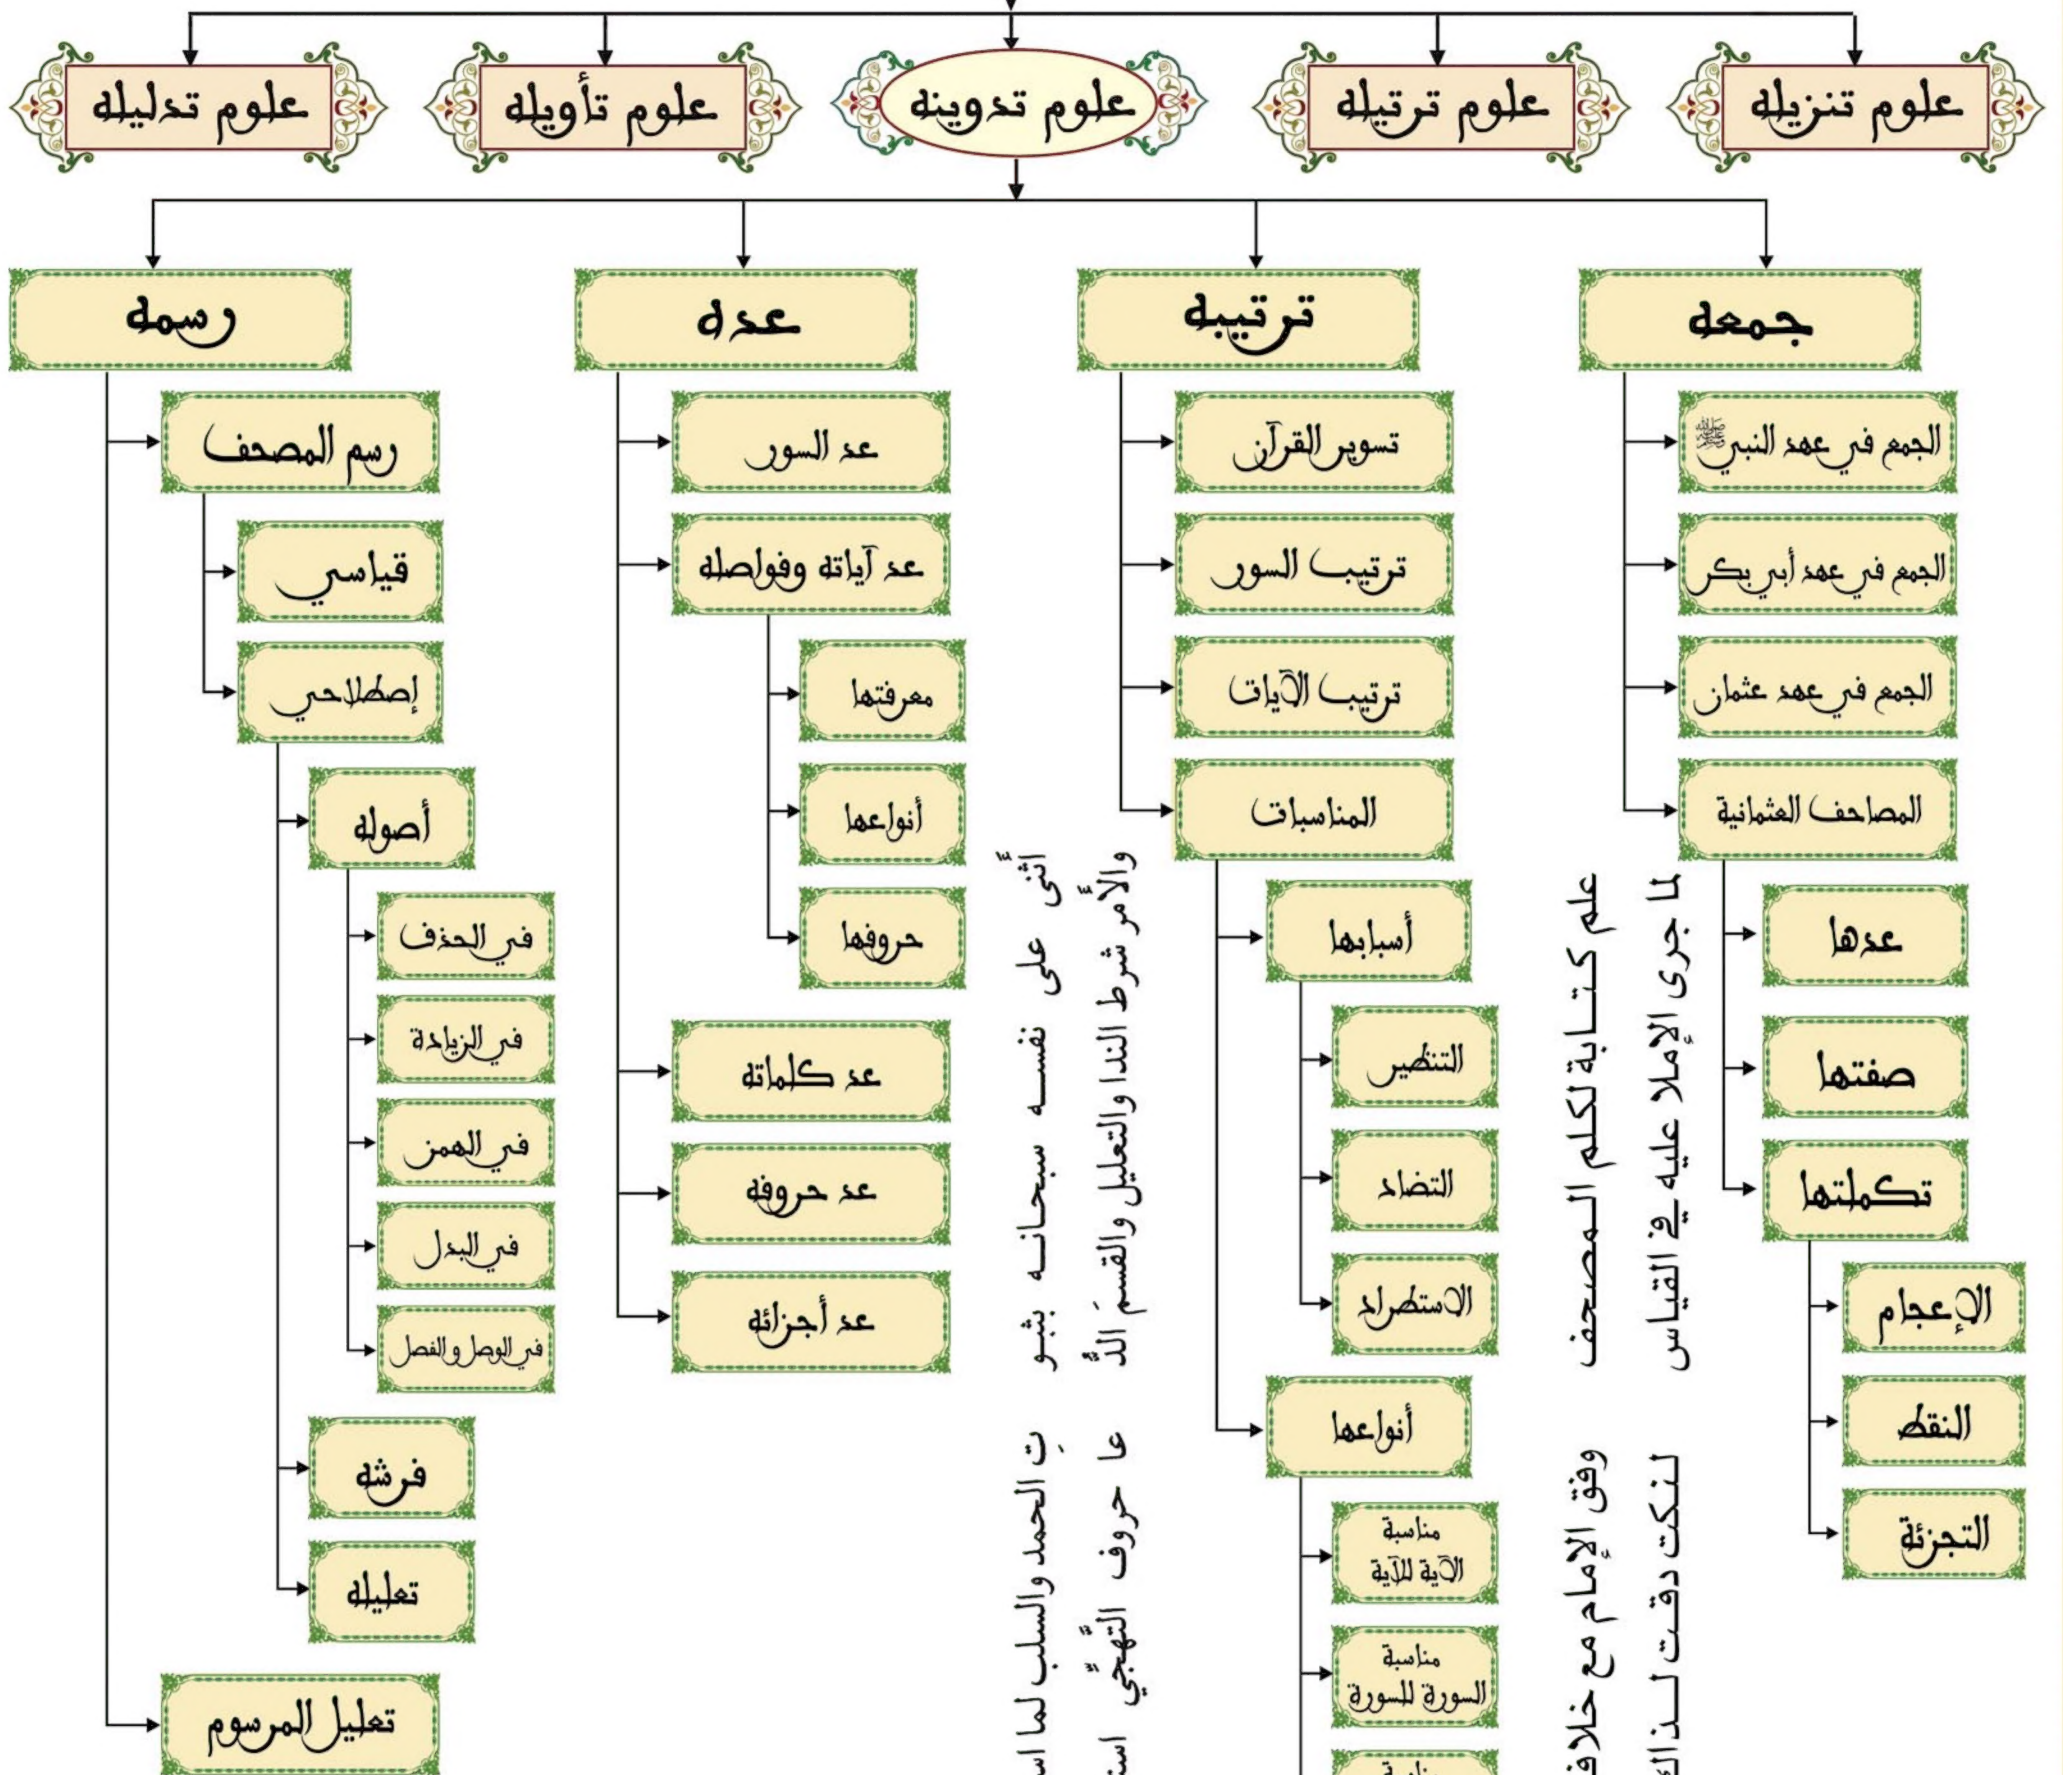 علوم تنزيله
علوم ترتيله
علوم تدوينه
علوم تأويله
علوم تدليله
جمعه
الجمع في عهد النبي ﷺ
الجمع في عهد أبي بكر
الجمع في عهد عثمان
المصاحف العثمانية
عدها
صفتها
تكملتها
الإعجام
النقط
التجزئة
ترتيبه
تسوير القرآن
ترتيب السور
ترتيب الآيات
المناسبات
أسبابها
التنظير
التضاد
الاستطراد
أنواعها
مناسبة
الآية للآية
مناسبة
السورة للسورة
عده
عد السور
عد آياته وفواصله
معرفتها
أنواعها
حروفها
عد كلماته
عد حروفه
عد أجزائه
رسمه
رسم المصحف
قياسي
إصطلاحي
أصوله
في الحذف
في الزيادة
في الهمز
في البدل
في الوصل والفصل
فرشه
تعليله
تعليل المرسوم
علم كتابة لكلم المصحف
وفق الإمام مع خلاف
لما جرى الإملا عليه في القياس
لنكت دقت لذاك
أثنى على نفسه سبحانه بثبو
تِ الحمد والسلب لما
والأمر شرط الندا والتعليل والقسمَ الدُّ
عا حروف التَّهجِّي